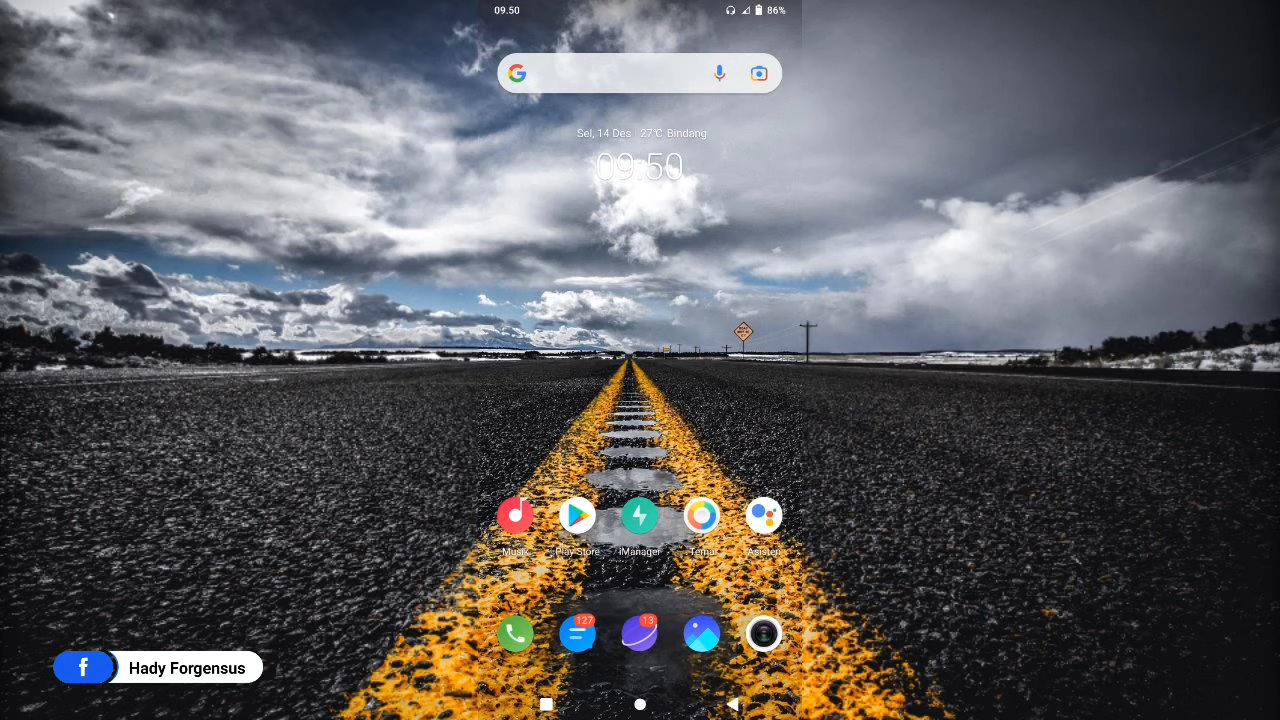 09.50
86%
Sel, 14 Des 27°C Bindang
09:50
Musik
Play Store
iManager
Tema
Asisten
127
13
f Hady Forgensus